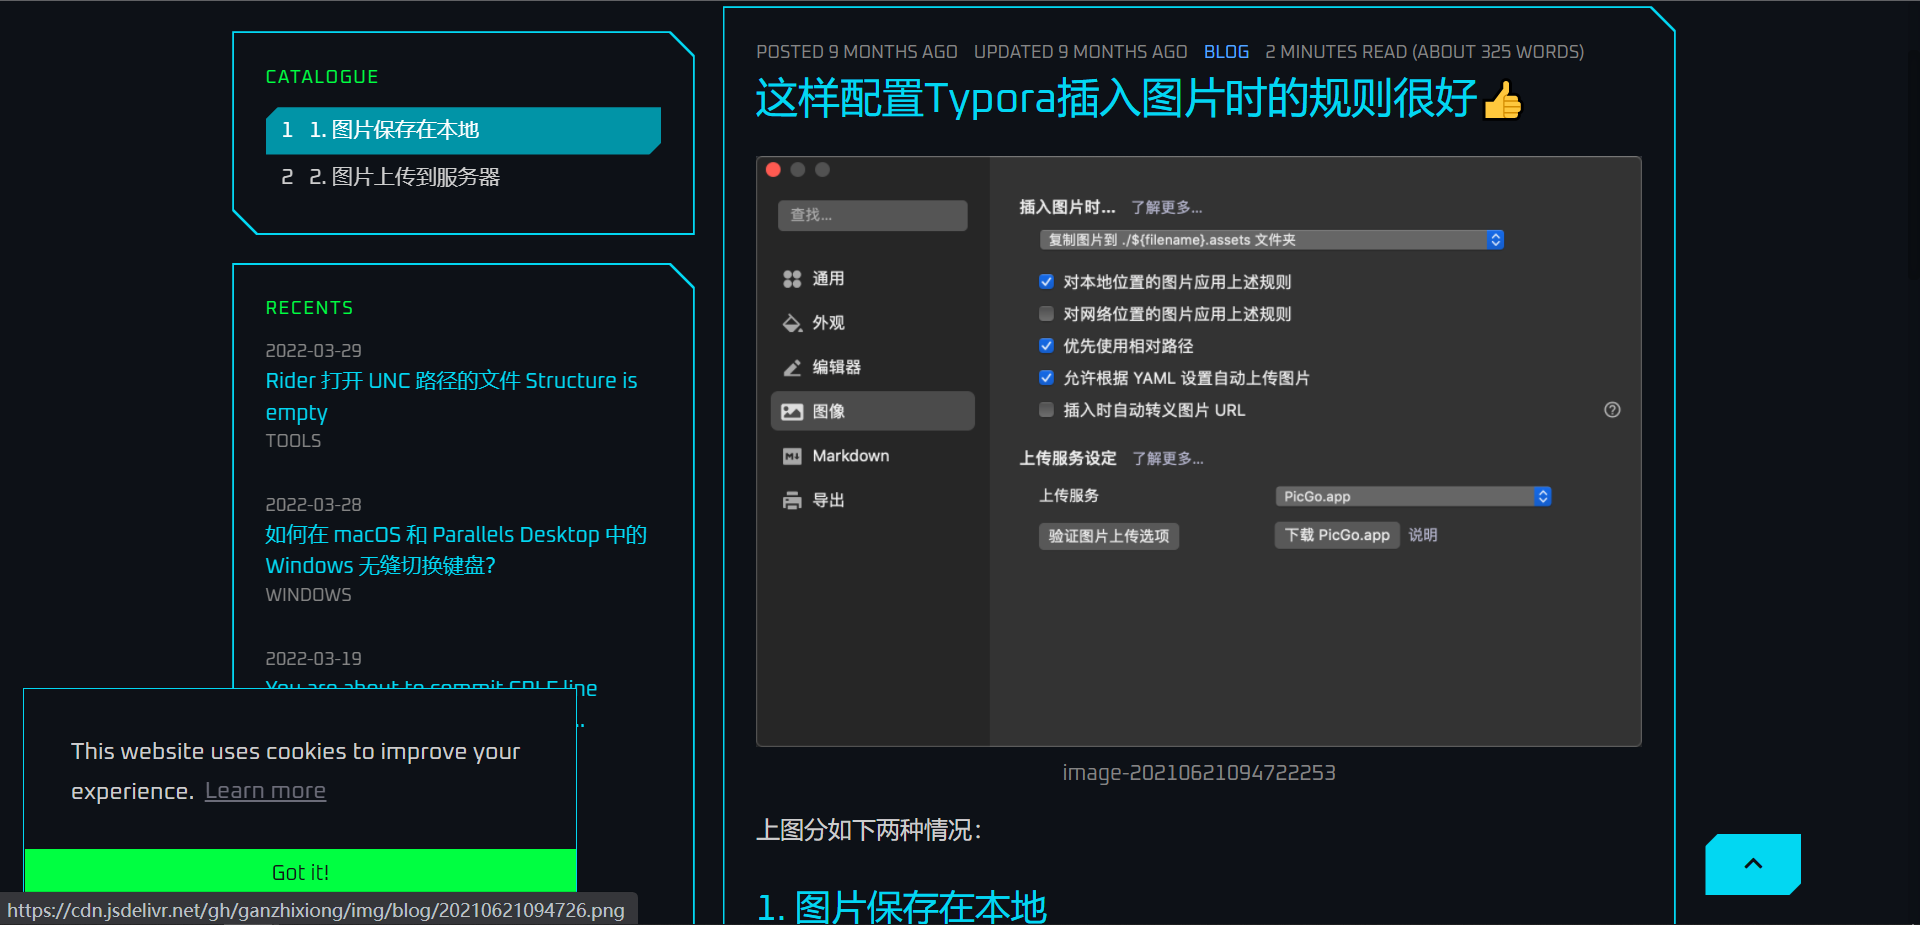 CATALOGUE
1 1. 图片保存在本地
2 2. 图片上传到服务器
RECENTS
2022-03-29
Rider 打开 UNC 路径的文件 Structure is
empty
TOOLS
2022-03-28
如何在 macOS 和 Parallels Desktop 中的
Windows 无缝切换键盘?
WINDOWS
2022-03-19
You are about to commit CRLF line
..
This website uses cookies to improve your
experience. Learn more
Got it!
https://cdn.jsdelivr.net/gh/ganzhixiong/img/blog/20210621094726.png
POSTED 9 MONTHS AGO UPDATED 9 MONTHS AGO BLOG 2 MINUTES READ (ABOUT 325 WORDS)
这样配置Typora插入图片时的规则很好👍
查找...
通用
外观
编辑器
图像
Markdown
导出
插入图片时... 了解更多...
复制图片到 ./${filename}.assets 文件夹
对本地位置的图片应用上述规则
对网络位置的图片应用上述规则
优先使用相对路径
允许根据 YAML 设置自动上传图片
插入时自动转义图片 URL
上传服务设定 了解更多...
上传服务 PicGo.app
验证图片上传选项 下载 PicGo.app 说明
image-20210621094722253
上图分如下两种情况：
1. 图片保存在本地